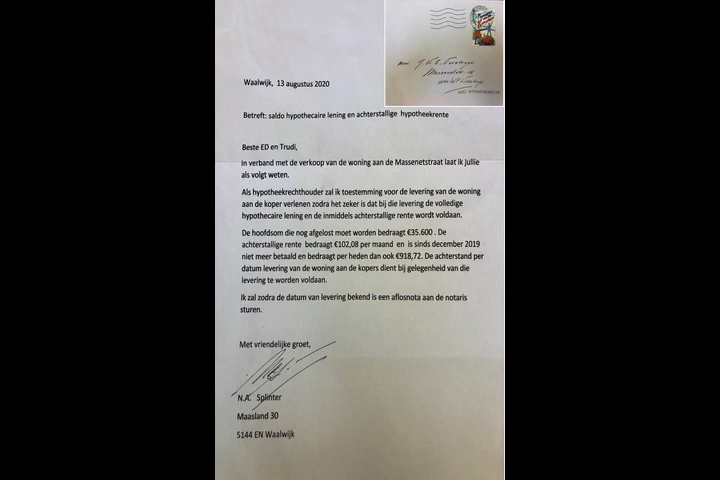 Waalwijk, 13 augustus 2020
Betreft: saldo hypothecaire lening en achterstallige hypotheekrente
Beste ED en Trudi,
In verband met de verkoop van de woning aan de Massenetstraat laat ik jullie
als volgt weten.
Als hypotheekrechthouder zal ik toestemming voor de levering van de woning
aan de koper verlenen zodra het zeker is dat bij die levering de volledige
hypothecaire lening en de inmiddels achterstallige rente wordt voldaan.
De hoofdsom die nog afgelost moet worden bedraagt €35.600 . De
achterstallige rente bedraagt €102,08 per maand en is sinds december 2019
niet meer betaald en bedraagt per heden dan ook €918,72. De achterstand per
datum levering van de woning aan de kopers dient bij gelegenheid van die
levering te worden voldaan.
Ik zal zodra de datum van levering bekend is een aflosnota aan de notaris
sturen.
Met vriendelijke groet,
N.A. Splinter
Maasland 30
5144 EN Waalwijk